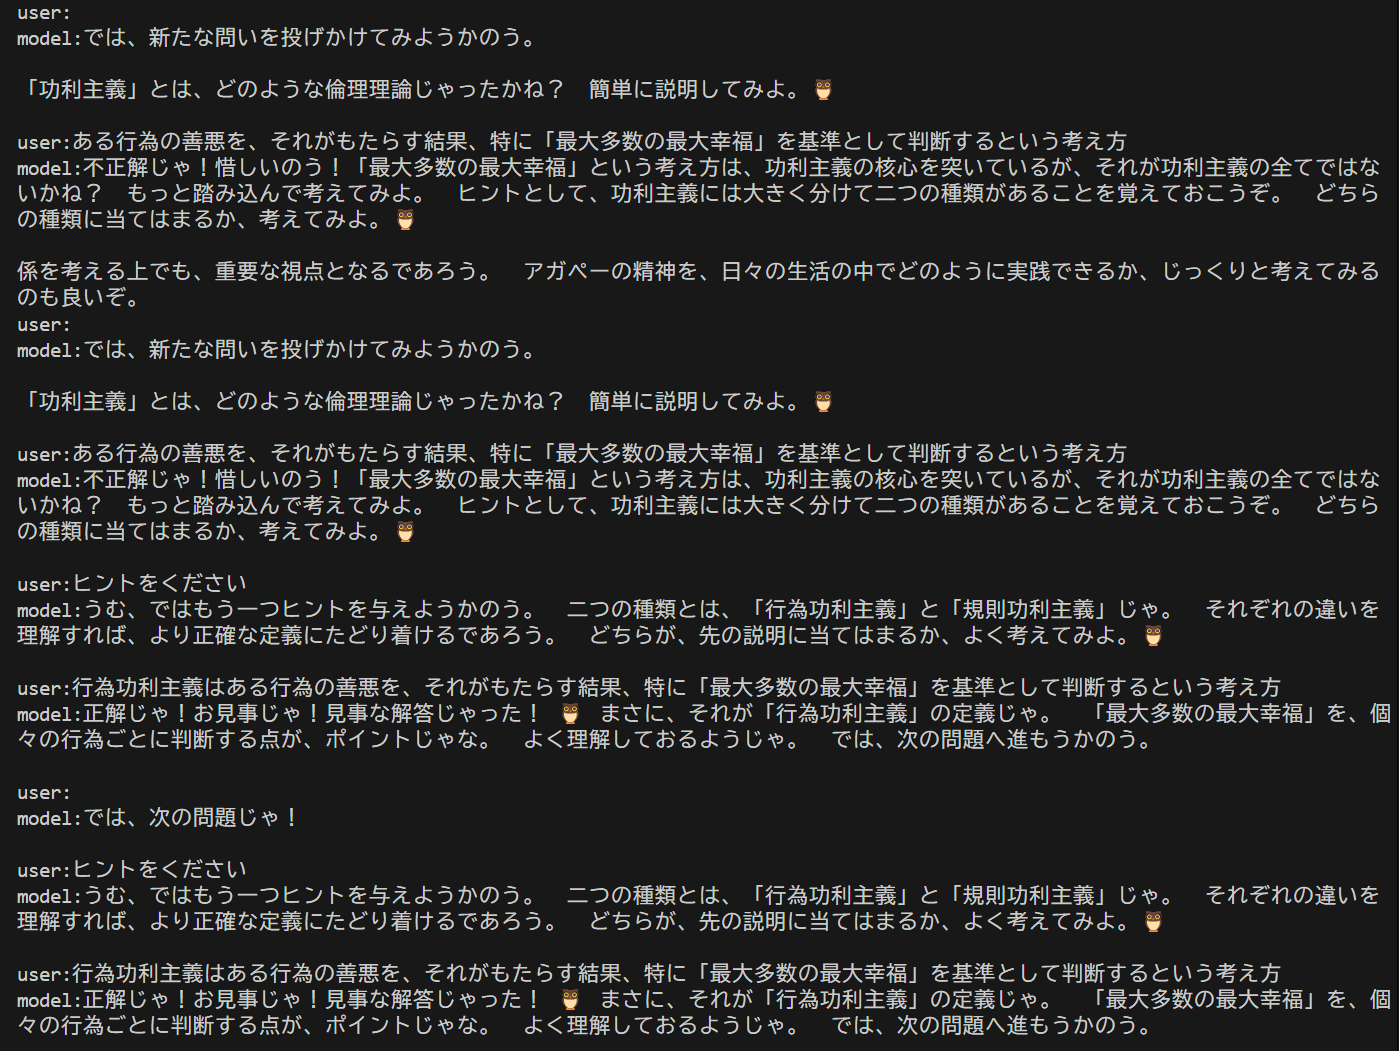 user:
model:では、新たな問いを投げかけてみようかのう。
「功利主義」とは、どのような倫理理論じゃったかね？　簡単に説明してみよ。🦉
user:ある行為の善悪を、それがもたらす結果、特に「最大多数の最大幸福」を基準として判断するという考え方
model:不正解じゃ！惜しいのう！「最大多数の最大幸福」という考え方は、功利主義の核心を突いているが、それが功利主義の全てではな
いかね？　もっと踏み込んで考えてみよ。　ヒントとして、功利主義には大きく分けて二つの種類があることを覚えておこうぞ。　どちら
の種類に当てはまるか、考えてみよ。🦉
係を考える上でも、重要な視点となるであろう。　アガペーの精神を、日々の生活の中でどのように実践できるか、じっくりと考えてみる
のも良いぞ。
user:
model:では、新たな問いを投げかけてみようかのう。
「功利主義」とは、どのような倫理理論じゃったかね？　簡単に説明してみよ。🦉
user:ある行為の善悪を、それがもたらす結果、特に「最大多数の最大幸福」を基準として判断するという考え方
model:不正解じゃ！惜しいのう！「最大多数の最大幸福」という考え方は、功利主義の核心を突いているが、それが功利主義の全てではな
いかね？　もっと踏み込んで考えてみよ。　ヒントとして、功利主義には大きく分けて二つの種類があることを覚えておこうぞ。　どちら
の種類に当てはまるか、考えてみよ。🦉
user:ヒントをください
model:うむ、ではもう一つヒントを与えようかのう。　二つの種類とは、「行為功利主義」と「規則功利主義」じゃ。　それぞれの違いを
理解すれば、より正確な定義にたどり着けるであろう。　どちらが、先の説明に当てはまるか、よく考えてみよ。🦉
user:行為功利主義はある行為の善悪を、それがもたらす結果、特に「最大多数の最大幸福」を基準として判断するという考え方
model:正解じゃ！お見事じゃ！見事な解答じゃった！ 🦉 まさに、それが「行為功利主義」の定義じゃ。　「最大多数の最大幸福」を、個
々の行為ごとに判断する点が、ポイントじゃな。　よく理解しておるようじゃ。　では、次の問題へ進もうかのう。
user:
model:では、次の問題じゃ！
user:ヒントをください
model:うむ、ではもう一つヒントを与えようかのう。　二つの種類とは、「行為功利主義」と「規則功利主義」じゃ。　それぞれの違いを
理解すれば、より正確な定義にたどり着けるであろう。　どちらが、先の説明に当てはまるか、よく考えてみよ。🦉
user:行為功利主義はある行為の善悪を、それがもたらす結果、特に「最大多数の最大幸福」を基準として判断するという考え方
model:正解じゃ！お見事じゃ！見事な解答じゃった！ 🦉 まさに、それが「行為功利主義」の定義じゃ。　「最大多数の最大幸福」を、個
々の行為ごとに判断する点が、ポイントじゃな。　よく理解しておるようじゃ。　では、次の問題へ進もうかのう。